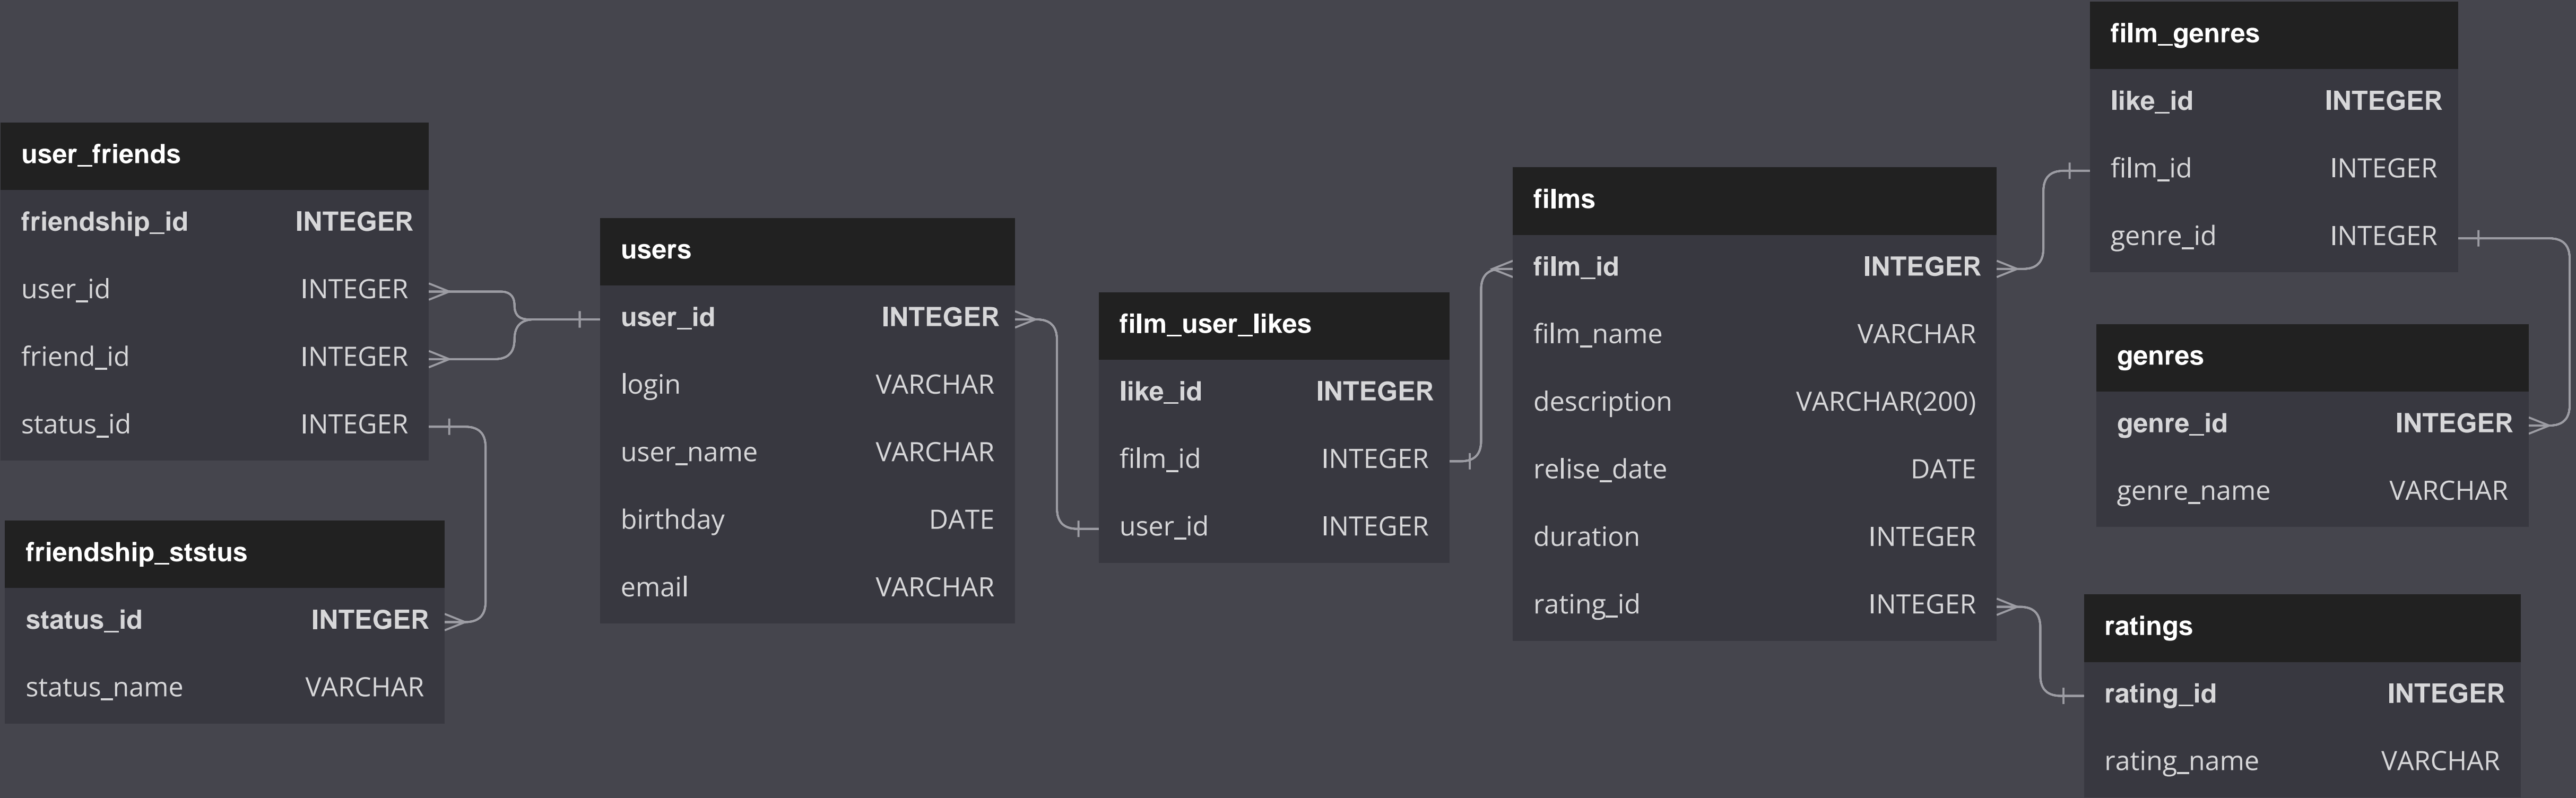 user_friends
friendship_id INTEGER
user_id INTEGER
friend_id INTEGER
status_id INTEGER
friendship_ststus
status_id INTEGER
status_name VARCHAR
users
user_id INTEGER
login VARCHAR
user_name VARCHAR
birthday DATE
email VARCHAR
film_user_likes
like_id INTEGER
film_id INTEGER
user_id INTEGER
films
film_id INTEGER
film_name VARCHAR
description VARCHAR(200)
relise_date DATE
duration INTEGER
rating_id INTEGER
film_genres
like_id INTEGER
film_id INTEGER
genre_id INTEGER
genres
genre_id INTEGER
genre_name VARCHAR
ratings
rating_id INTEGER
rating_name VARCHAR